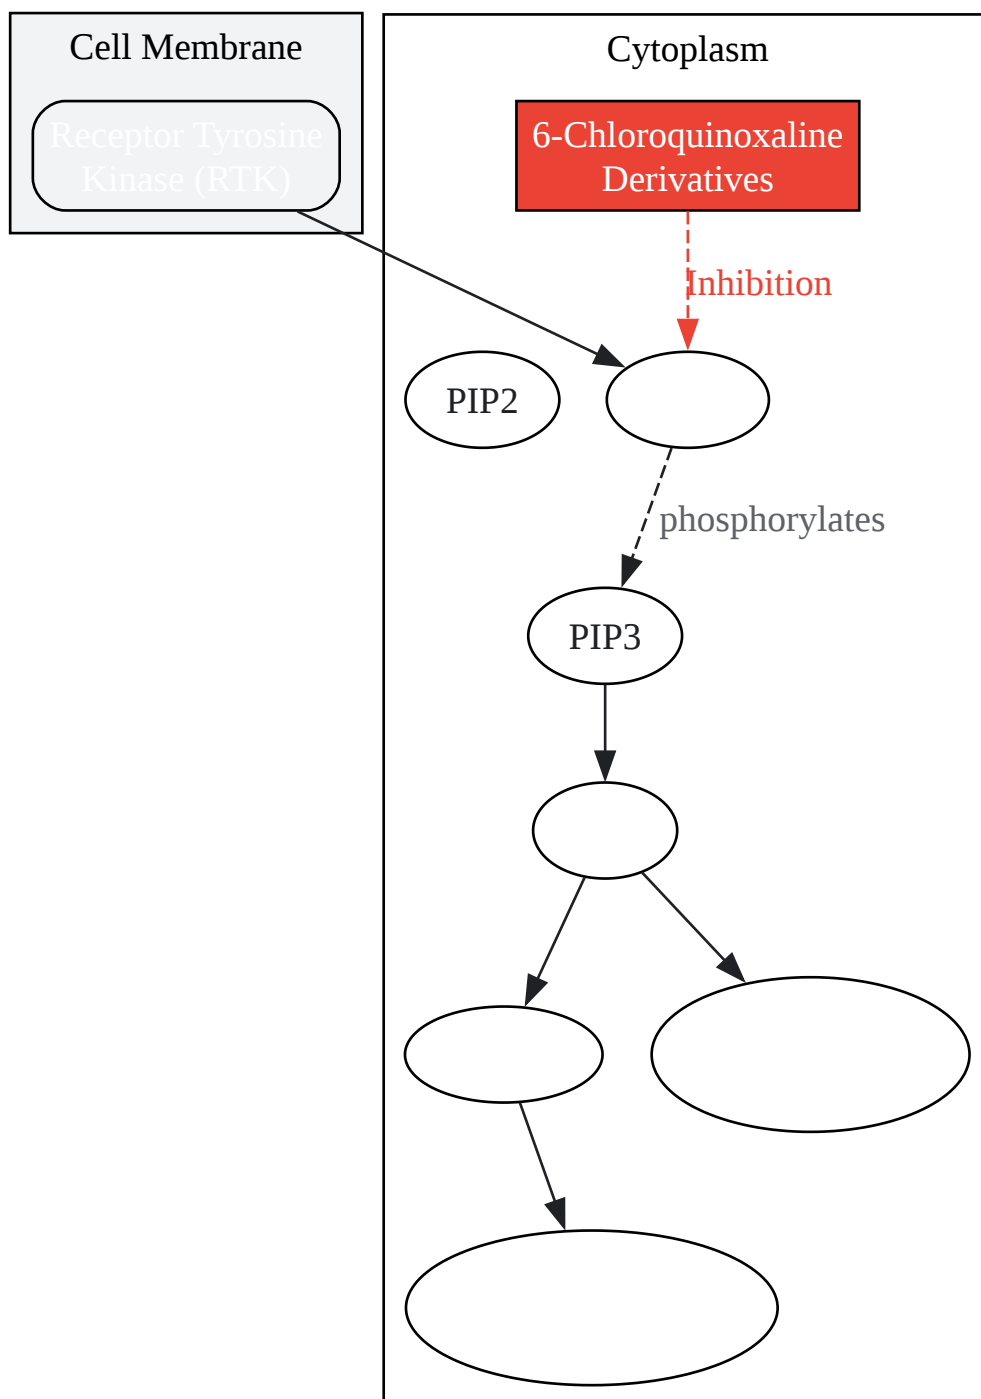 Cell Membrane
Receptor Tyrosine
Kinase (RTK)
Cytoplasm
6-Chloroquinoxaline
Derivatives
Inhibition
PIP2
phosphorylates
PIP3